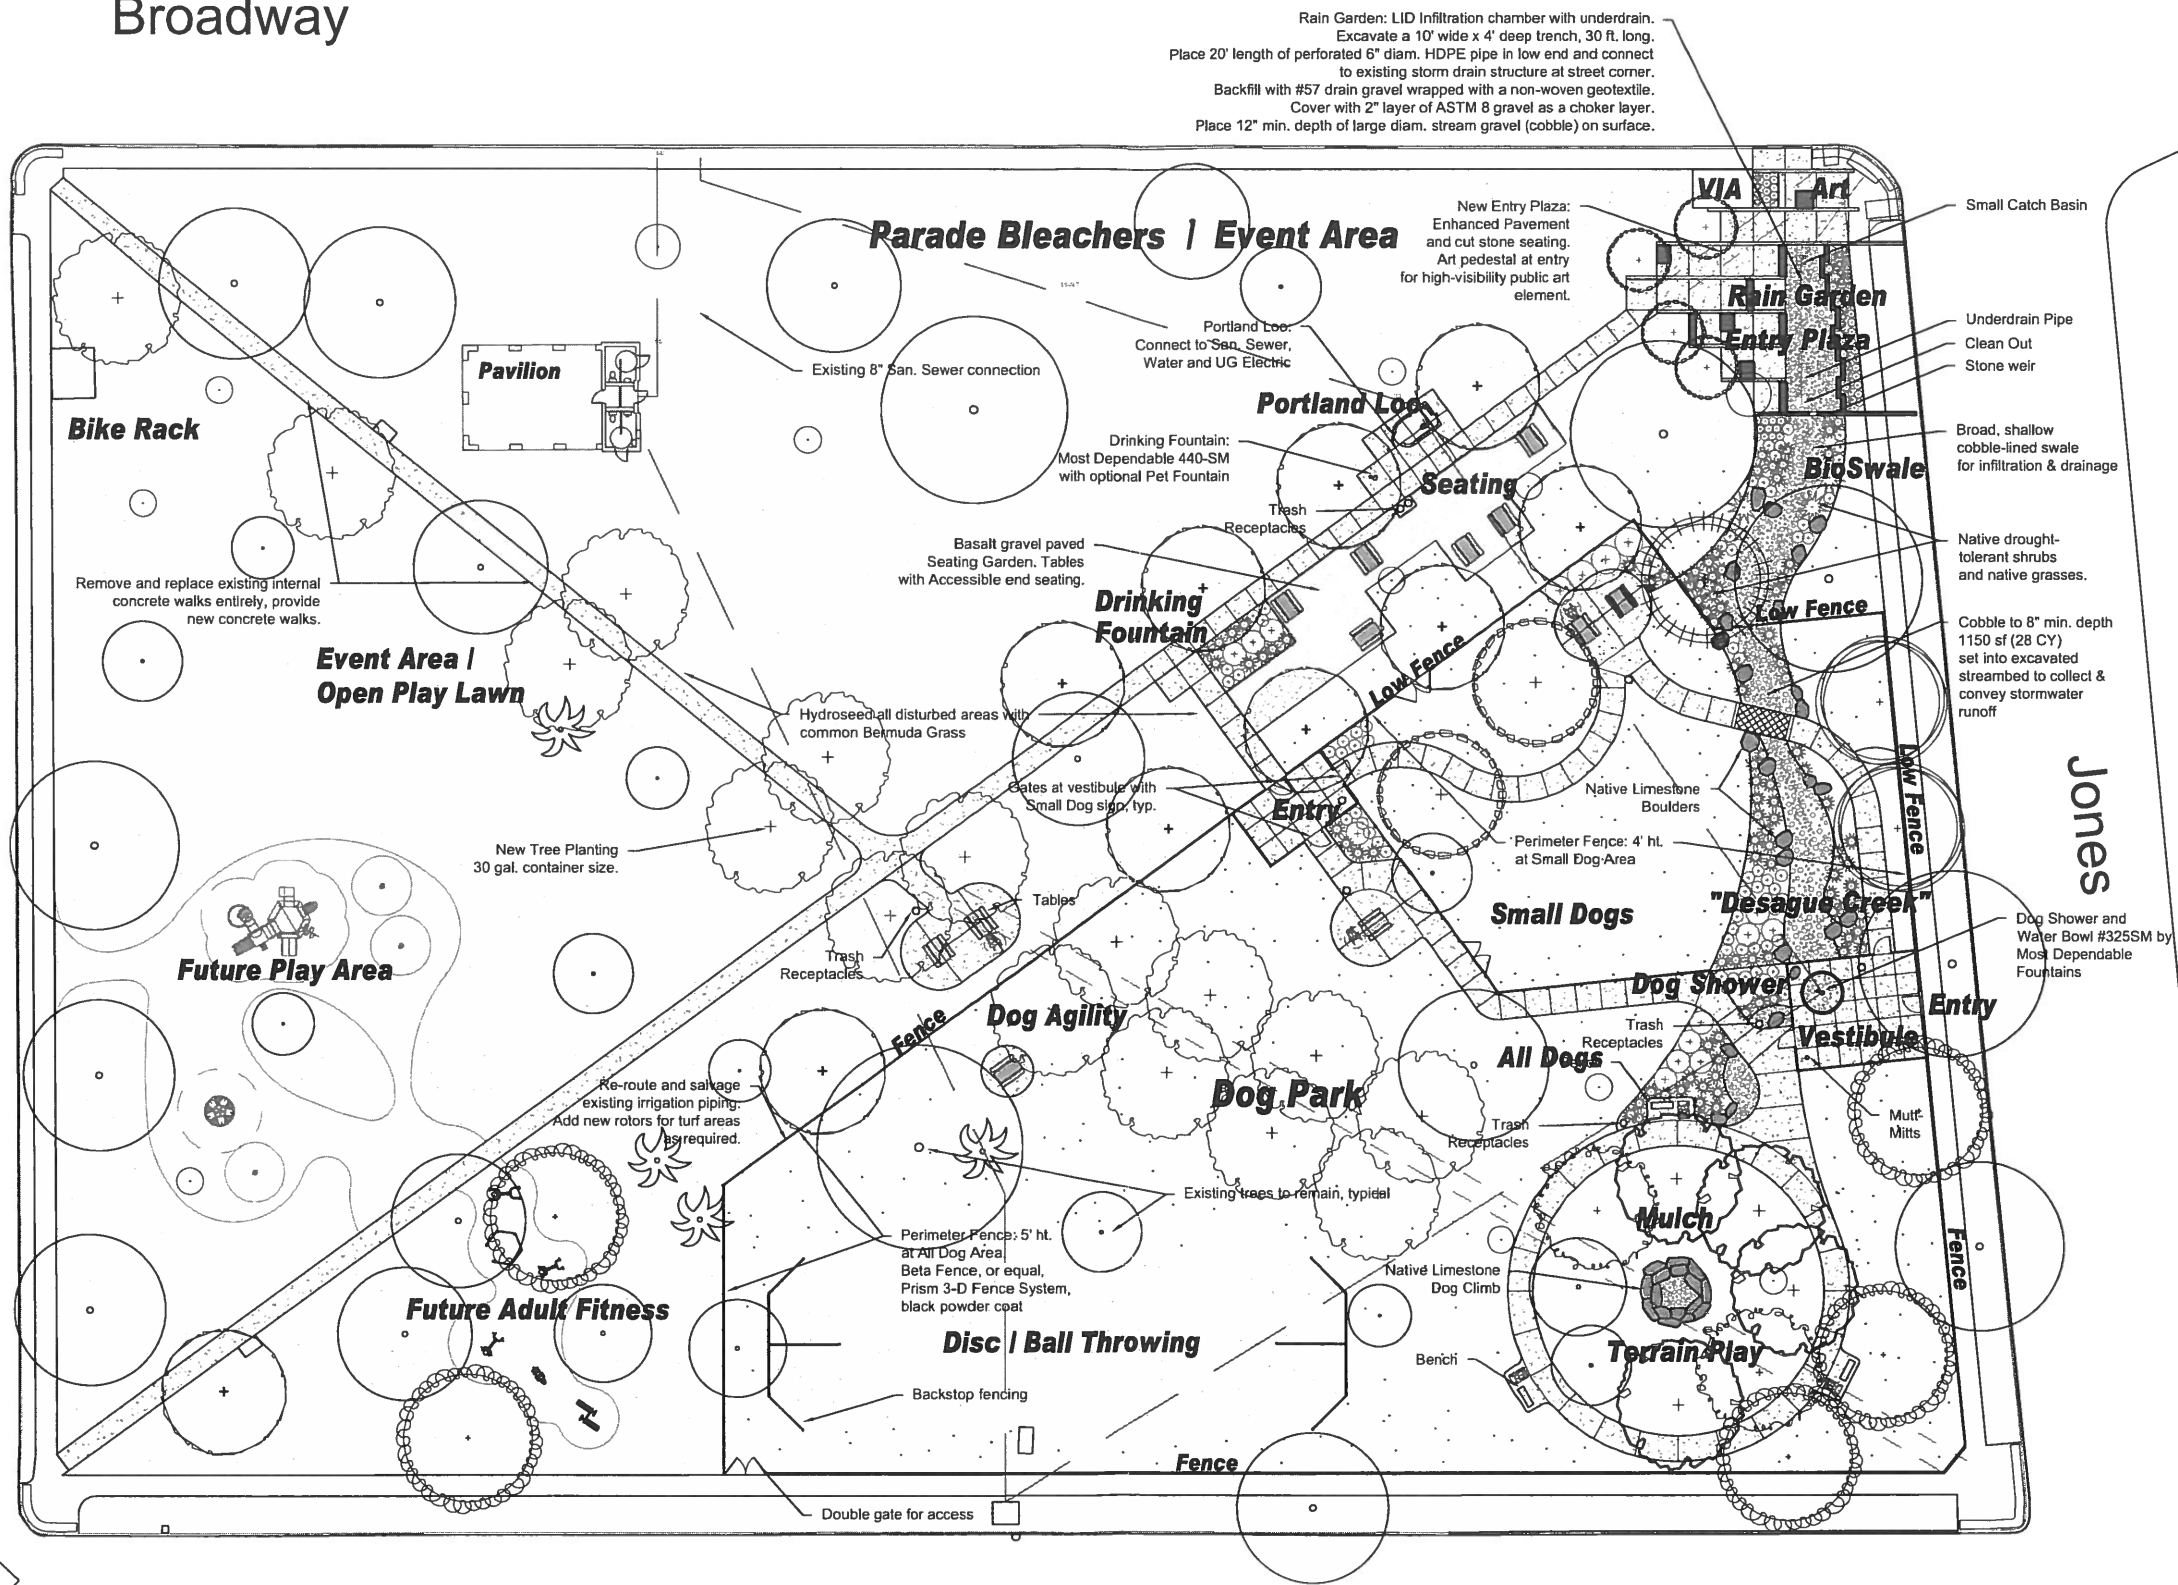 Broadway
Rain Garden: LID Infiltration chamber with underdrain.
Excavate a 10' wide x 4' deep trench, 30 ft. long.
Place 20' length of perforated 6" diam. HDPE pipe in low end and connect
to existing storm drain structure at street corner.
Backfill with #57 drain gravel wrapped with a non-woven geotextile.
Cover with 2" layer of ASTM 8 gravel as a choker layer.
Place 12" min. depth of large diam. stream gravel (cobble) on surface.
VIA
Art
Small Catch Basin
New Entry Plaza:
Enhanced Pavement
and cut stone seating.
Art pedestal at entry
for high-visibility public art
element.
Parade Bleachers | Event Area
Rain Garden
Entry Plaza
Underdrain Pipe
Clean Out
Stone weir
Portland Loo:
Connect to San. Sewer,
Water and UG Electric
Pavilion
Existing 8" San. Sewer connection
Portland Loo
Bike Rack
Drinking Fountain:
Most Dependable 440-SM
with optional Pet Fountain
Broad, shallow
cobble-lined swale
for infiltration & drainage
BioSwale
Seating
Trash
Receptacles
Basalt gravel paved
Seating Garden. Tables
with Accessible end seating.
Native drought-
tolerant shrubs
and native grasses.
Remove and replace existing internal
concrete walks entirely, provide
new concrete walks.
Drinking
Fountain
Low Fence
Cobble to 8" min. depth
1150 sf (28 CY)
set into excavated
streambed to collect &
convey stormwater
runoff
Event Area |
Open Play Lawn
Low Fence
Hydroseed all disturbed areas with
common Bermuda Grass
Jones
Low Fence
Gates at vestibule with
Small Dog sign, typ.
Entry
Native Limestone
Boulders
Perimeter Fence: 4' ht.
at Small Dog Area
New Tree Planting
30 gal. container size.
Tables
Small Dogs
"Desague Creek"
Dog Shower and
Water Bowl #325SM by
Most Dependable
Fountains
Trash
Receptacles
Future Play Area
Dog Shower
Entry
Fence
Dog Agility
Trash
Receptacles
Vestibule
All Dogs
Dog Park
Re-route and salvage
existing irrigation piping.
Add new rotors for turf areas
as required.
Mutt-
Mitts
Trash
Receptacles
Existing trees to remain, typical
Mulch
Perimeter Fence: 5' ht.
at All Dog Area,
Beta Fence, or equal,
Prism 3-D Fence System,
black powder coat
Fence
Native Limestone
Dog Climb
Future Adult Fitness
Disc | Ball Throwing
Terrain Play
Bench
Backstop fencing
Fence
Double gate for access